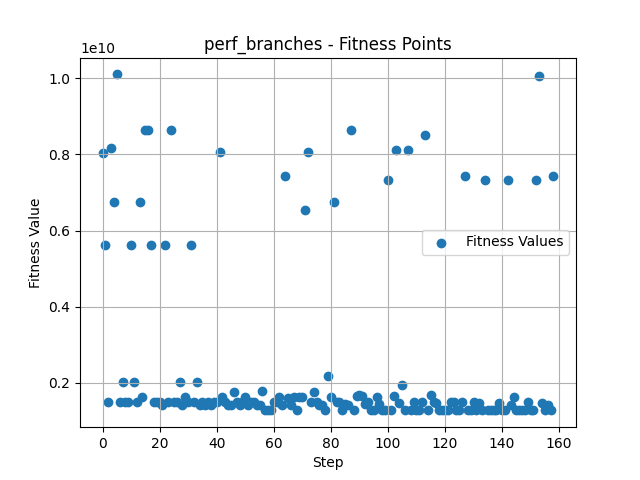 perf_branches - Fitness Points
1e10
1.0
0.8
0.6
0.4
0.2
Fitness Value
Fitness Values
0 20 40 60 80 100 120 140 160
Step